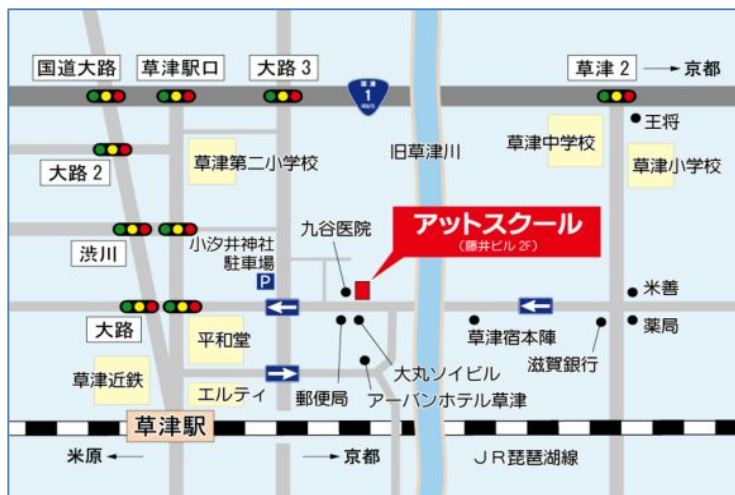 国道大路
草津駅口
大路3
国道
1
ROUTE
草津2
京都
王将
大路2
草津第二小学校
旧草津川
草津中学校
草津小学校
渋川
小汐井神社
駐車場
P
九谷医院
アットスクール
(藤井ビル 2F)
米善
大路
平和堂
草津宿本陣
滋賀銀行
薬局
草津近鉄
エルティ
郵便局
大丸ソイビル
アーバンホテル草津
草津駅
米原
京都
JR琵琶湖線